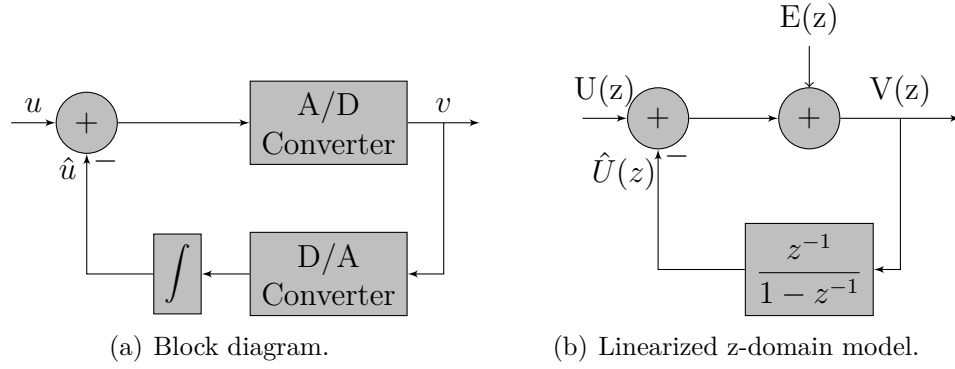 E(z)
u
+
A/D
Converter
v
û
−
∫
D/A
Converter
(a) Block diagram.
U(z)
+
+
V(z)
Û(z)
−
z⁻¹
1 − z⁻¹
(b) Linearized z-domain model.